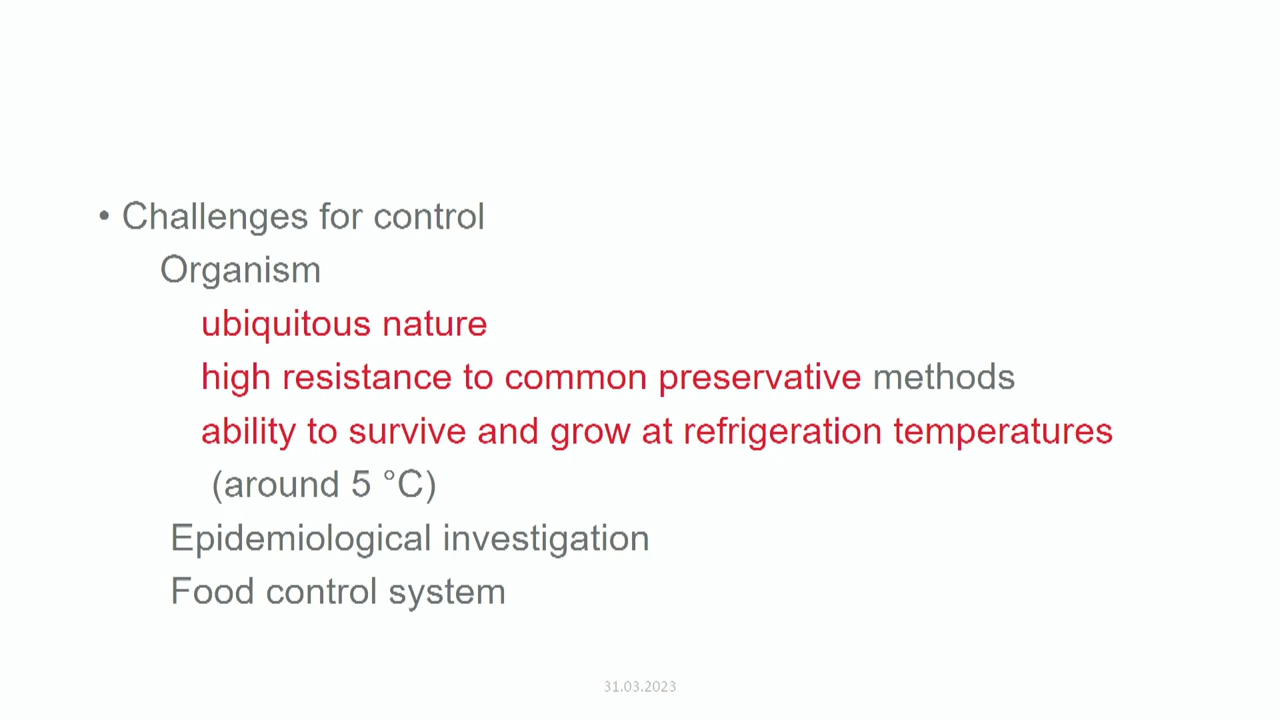 • Challenges for control
Organism
ubiquitous nature
high resistance to common preservative methods
ability to survive and grow at refrigeration temperatures
(around 5 °C)
Epidemiological investigation
Food control system
31.03.2023